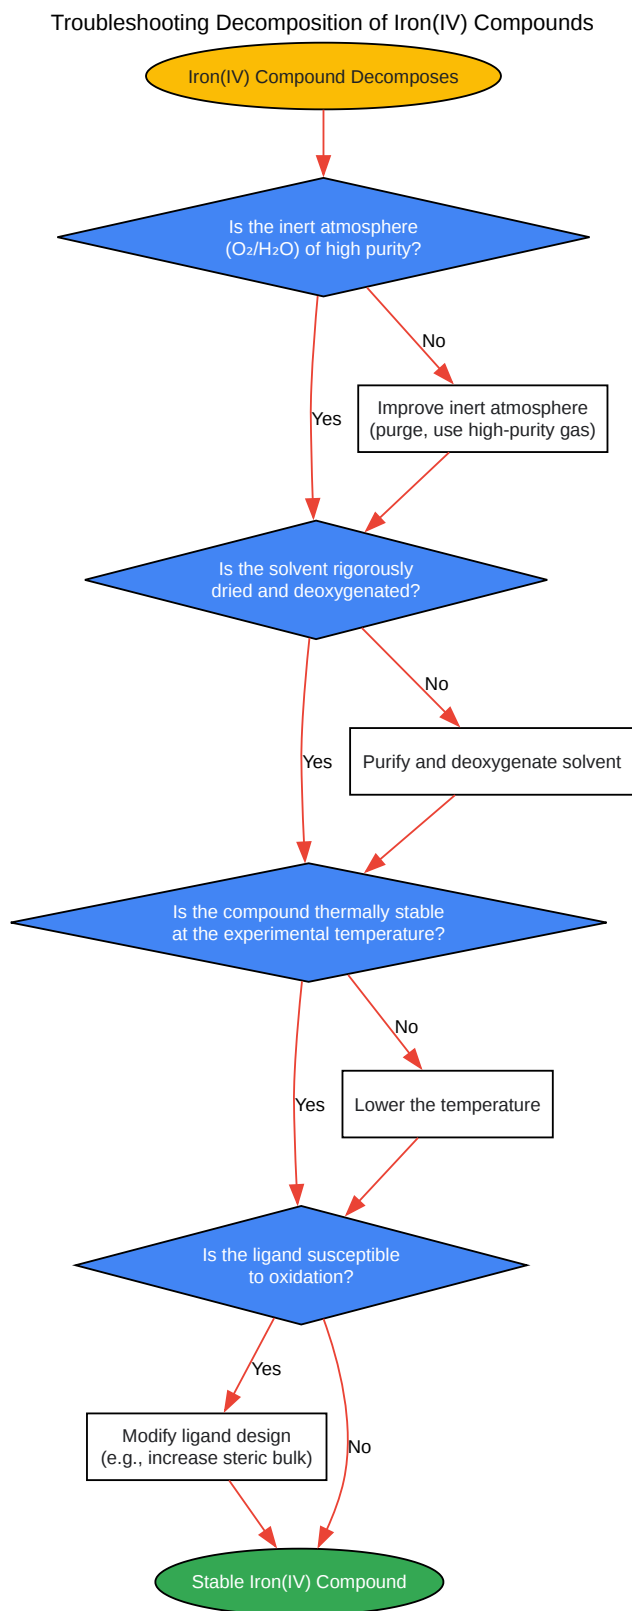 Troubleshooting Decomposition of Iron(IV) Compounds
Iron(IV) Compound Decomposes
Is the inert atmosphere
(O₂/H₂O) of high purity?
No
Yes
Improve inert atmosphere
(purge, use high-purity gas)
Is the solvent rigorously
dried and deoxygenated?
No
Yes
Purify and deoxygenate solvent
Is the compound thermally stable
at the experimental temperature?
No
Yes
Lower the temperature
Is the ligand susceptible
to oxidation?
Yes
Modify ligand design
(e.g., increase steric bulk)
No
Stable Iron(IV) Compound